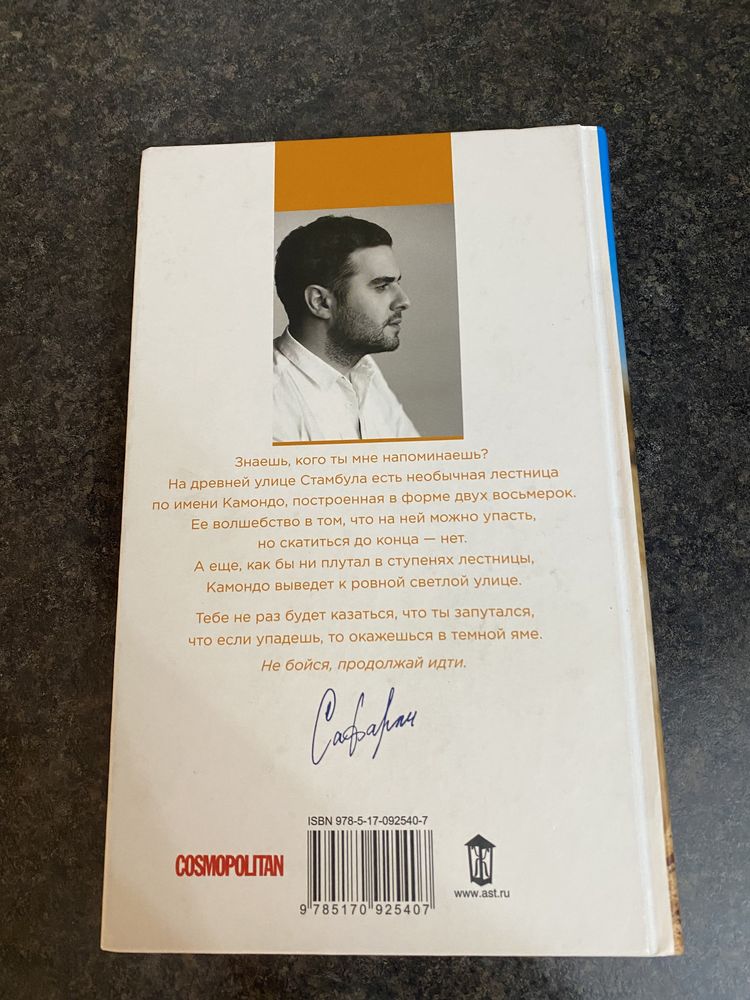 Знаешь, кого ты мне напоминаешь?
На древней улице Стамбула есть необычная лестница
по имени Камондо, построенная в форме двух восьмерок.
Ее волшебство в том, что на ней можно упасть,
но скатиться до конца — нет.
А еще, как бы ни плутал в ступенях лестницы,
Камондо выведет к ровной светлой улице.
Тебе не раз будет казаться, что ты запутался,
что если упадешь, то окажешься в темной яме.
Не бойся, продолжай идти.
Сафарли
ISBN 978-5-17-092540-7
COSMOPOLITAN
Ж
www.ast.ru
9 785170 925407